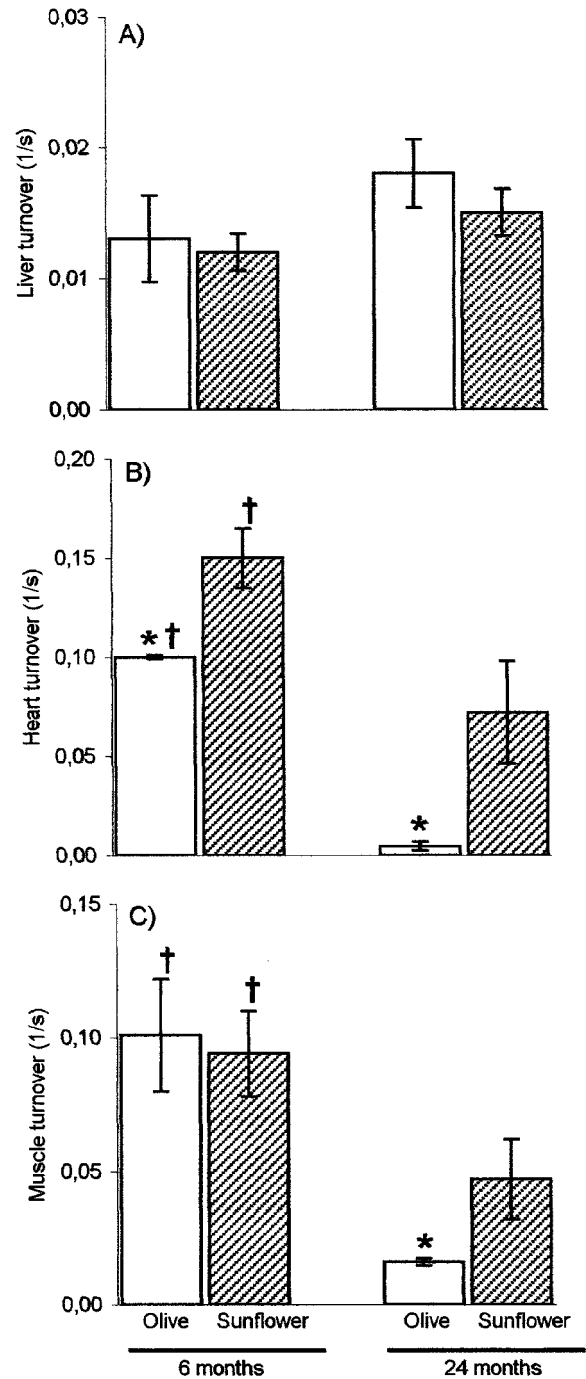 A)
0,03
0,02
0,01
0,00
Liver turnover (1/s)
B)
0,20
0,15
0,10
0,05
0,00
Heart turnover (1/s)
†
* †
*
C)
0,15
0,10
0,05
0,00
Muscle turnover (1/s)
† †
*
Olive Sunflower Olive Sunflower
6 months 24 months